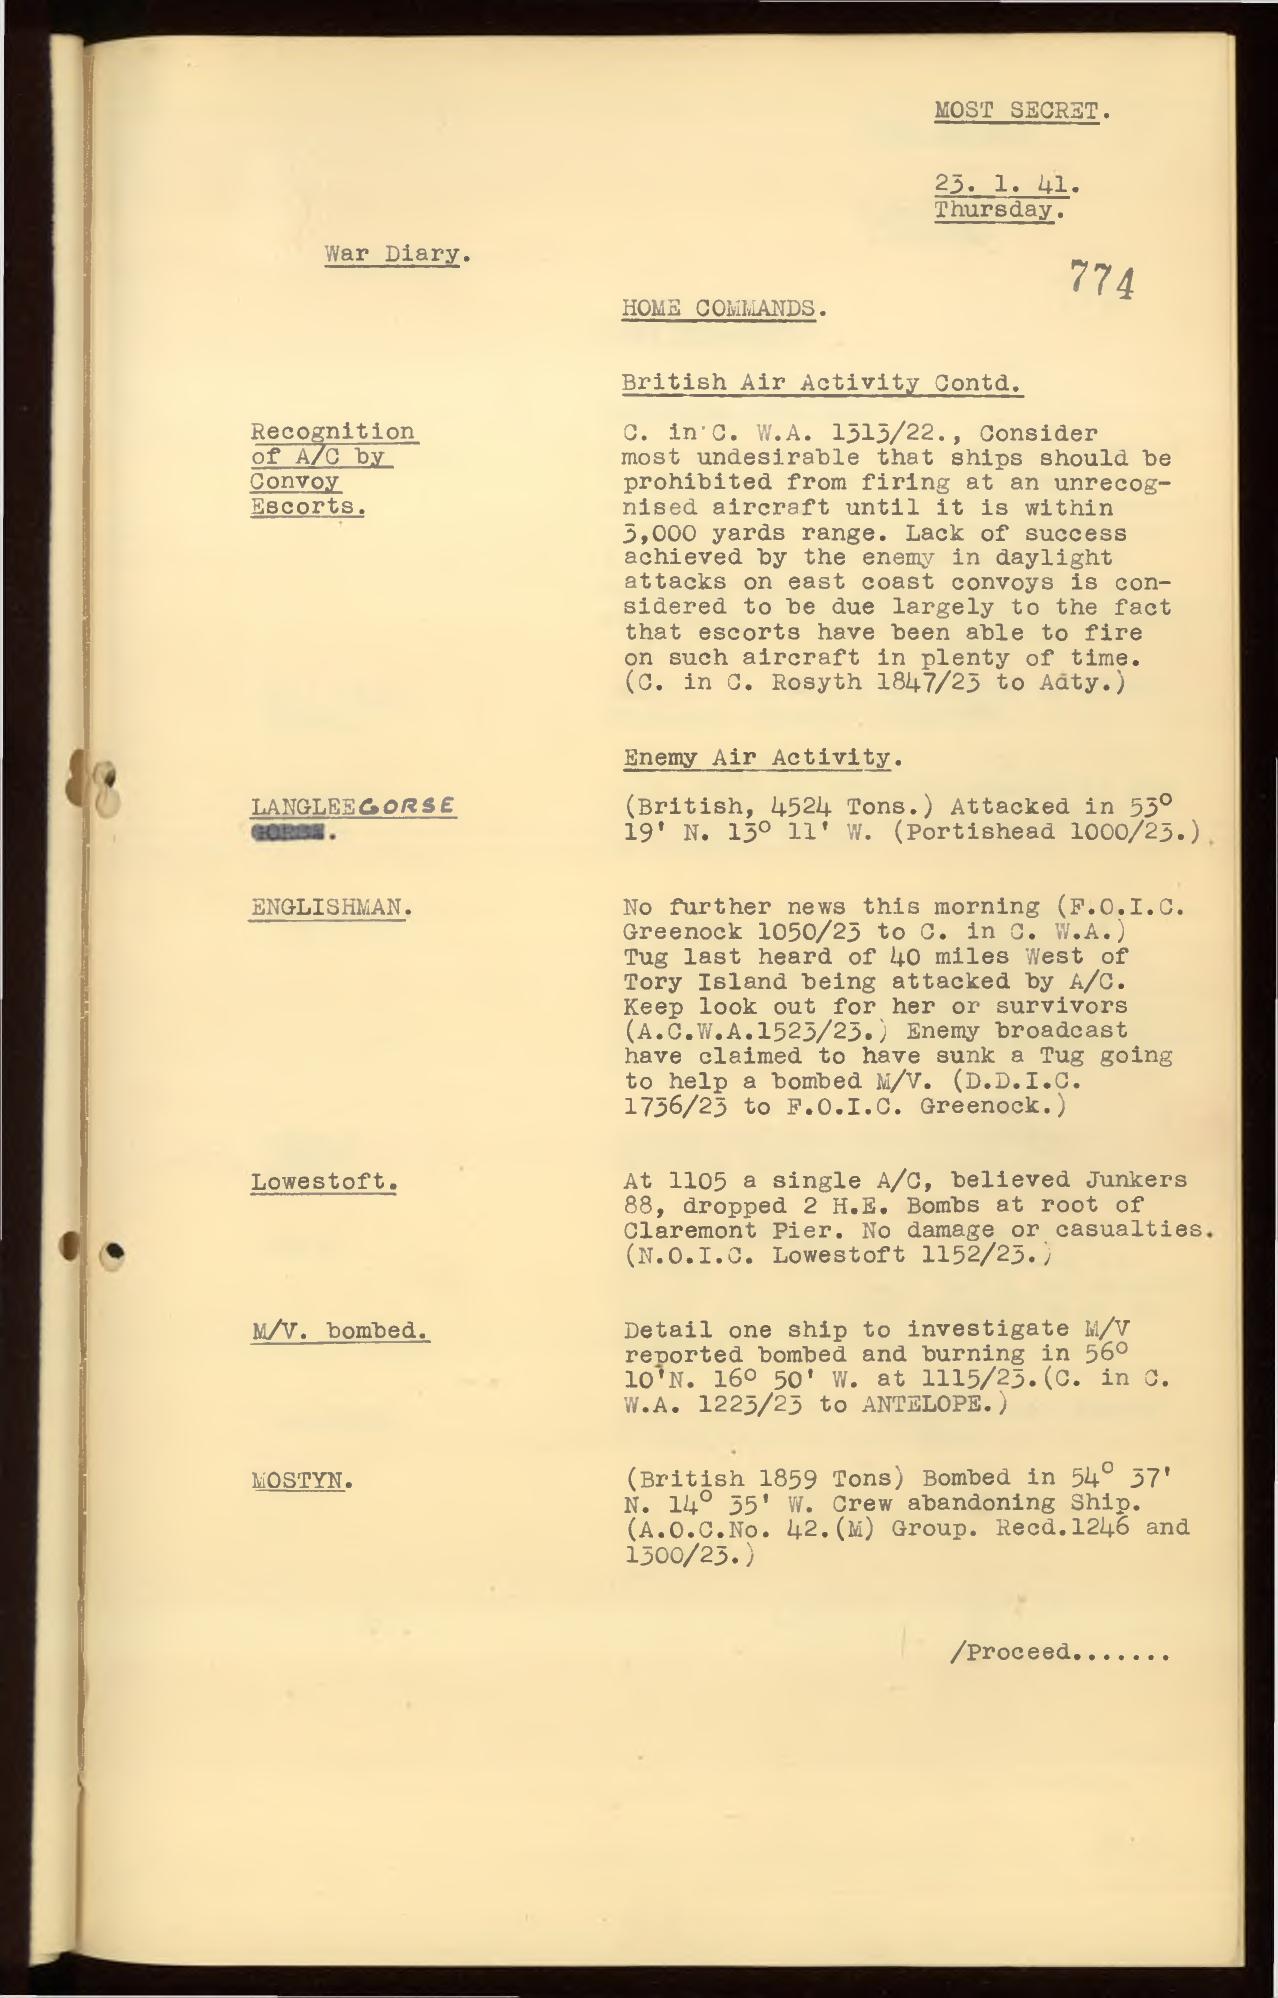 MOST SECRET.
23. 1. 41.
Thursday.
War Diary.
774
HOME COMMANDS.
British Air Activity Contd.
Recognition
of A/C by
Convoy
Escorts.
C. in C. W.A. 1313/22., Consider
most undesirable that ships should be
prohibited from firing at an unrecog-
nised aircraft until it is within
3,000 yards range. Lack of success
achieved by the enemy in daylight
attacks on east coast convoys is con-
sidered to be due largely to the fact
that escorts have been able to fire
on such aircraft in plenty of time.
(C. in C. Rosyth 1847/23 to Adty.)
Enemy Air Activity.
LANGLEEGORSE
(British, 4524 Tons.) Attacked in 53°
19' N. 13° 11' W. (Portishead 1000/23.)
ENGLISHMAN.
No further news this morning (F.O.I.C.
Greenock 1050/23 to C. in C. W.A.)
Tug last heard of 40 miles West of
Tory Island being attacked by A/C.
Keep look out for her or survivors
(A.C.W.A.1523/23.) Enemy broadcast
have claimed to have sunk a Tug going
to help a bombed M/V. (D.D.I.C.
1736/23 to F.O.I.C. Greenock.)
Lowestoft.
At 1105 a single A/C, believed Junkers
88, dropped 2 H.E. Bombs at root of
Claremont Pier. No damage or casualties.
(N.O.I.C. Lowestoft 1152/23.)
M/V. bombed.
Detail one ship to investigate M/V
reported bombed and burning in 56°
10'N. 16° 50' W. at 1115/23.(C. in C.
W.A. 1223/23 to ANTELOPE.)
MOSTYN.
(British 1859 Tons) Bombed in 54° 37'
N. 14° 35' W. Crew abandoning Ship.
(A.O.C.No. 42.(M) Group. Recd.1246 and
1300/23.)
/Proceed.......